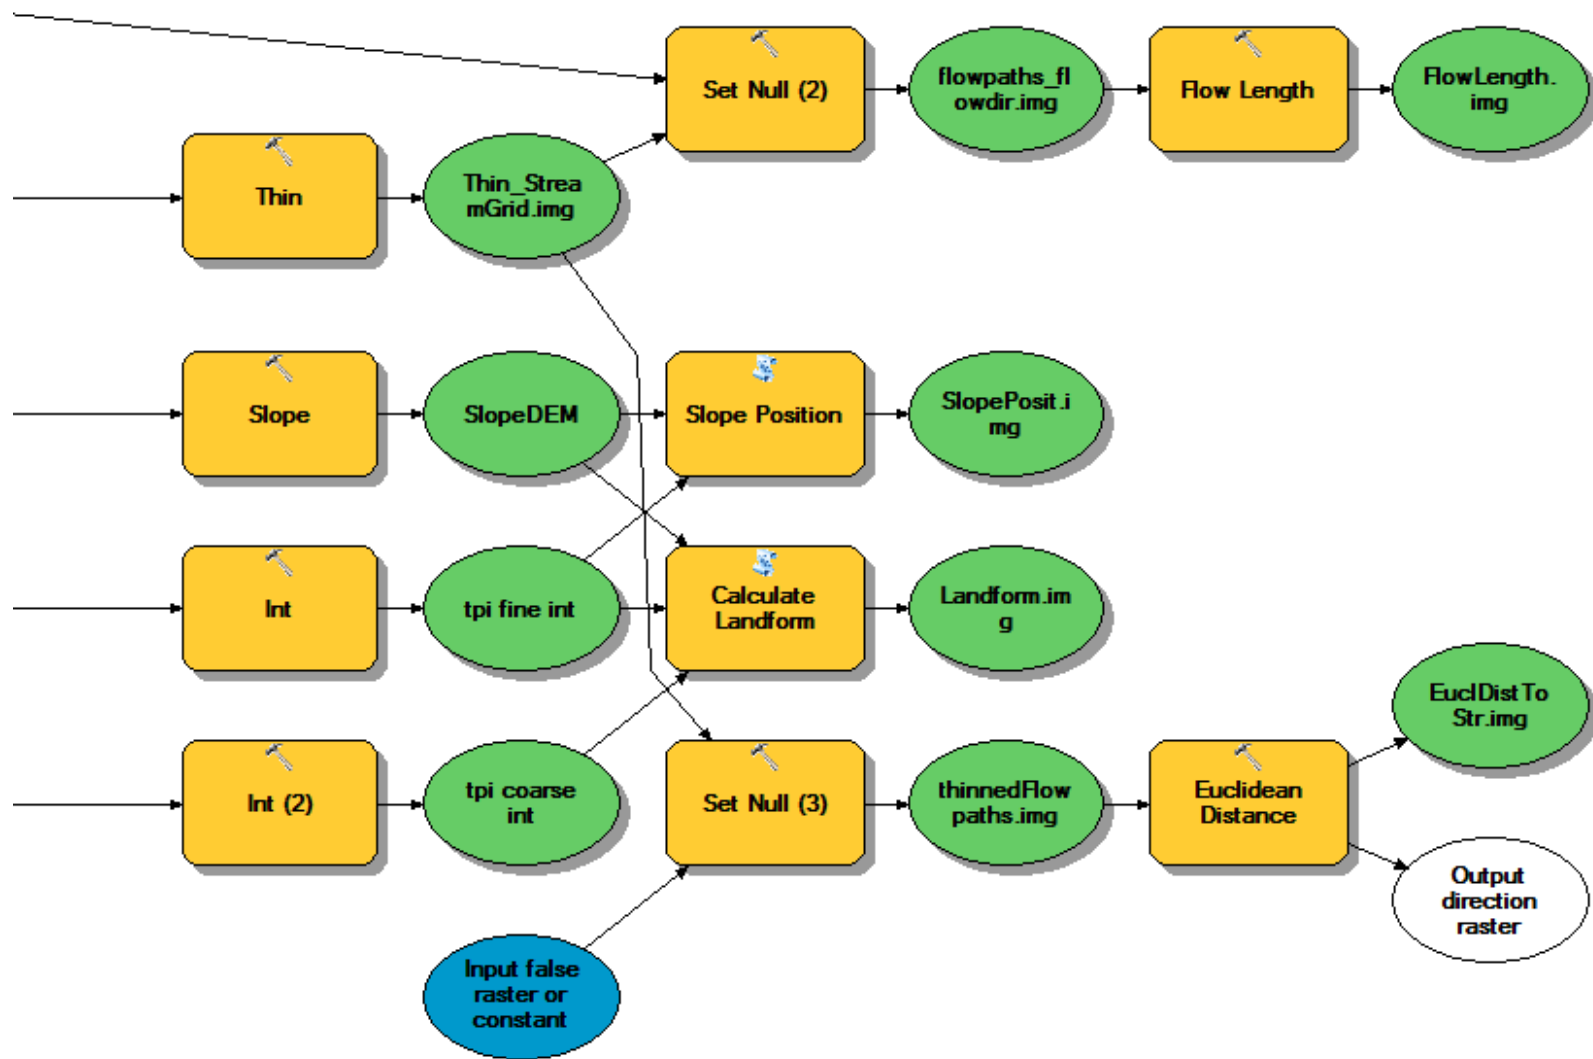 Set Null (2)
flowpaths_fl
owdir.img
Flow Length
FlowLength.
img
Thin
Thin_Strea
mGrid.img
Slope
SlopeDEM
Slope Position
SlopePosit.i
mg
Int
tpi fine int
Calculate
Landform
Landform.im
g
Int (2)
tpi coarse
int
Set Null (3)
thinnedFlow
paths.img
Euclidean
Distance
EuclDistTo
Str.img
Output
direction
raster
Input false
raster or
constant